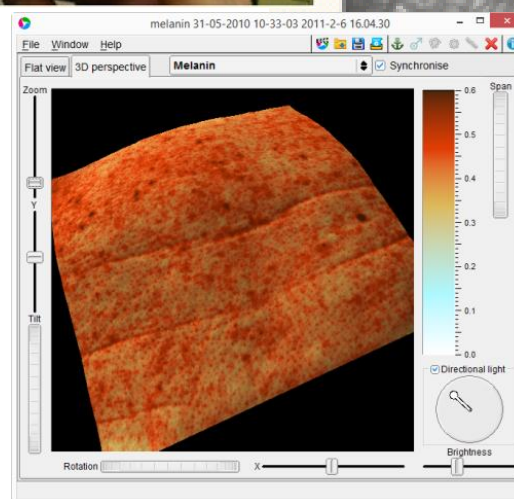 melanin 31-05-2010 10-33-03 2011-2-6 16.04.30
File Window Help
Flat view 3D perspective Melanin Synchronise
Zoom
Span
0.6
0.5
0.4
0.3
0.2
0.1
0.0
Y
Tilt
Directional light
Brightness
Rotation
X